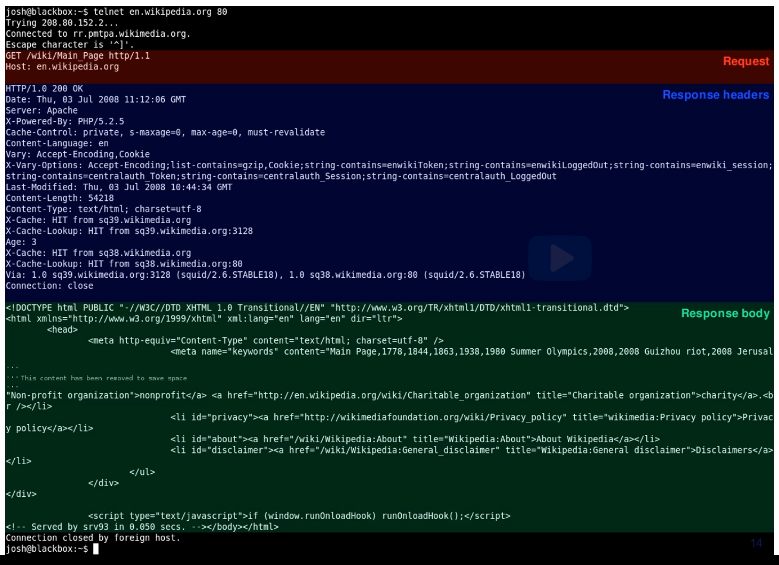 josh@blackbox:~$ telnet en.wikipedia.org 80
Trying 208.80.152.2...
Connected to rr.pmtpa.wikimedia.org.
Escape character is '^]'.
GET /wiki/Main_Page http/1.1
Host: en.wikipedia.org
Request
HTTP/1.0 200 OK
Response headers
Date: Thu, 03 Jul 2008 11:12:06 GMT
Server: Apache
X-Powered-By: PHP/5.2.5
Cache-Control: private, s-maxage=0, max-age=0, must-revalidate
Content-Language: en
Vary: Accept-Encoding,Cookie
X-Vary-Options: Accept-Encoding;list-contains=gzip,Cookie;string-contains=enwikiToken;string-contains=enwikiLoggedOut;string-contains=enwiki_session;
string-contains=centralauth_Token;string-contains=centralauth_Session;string-contains=centralauth_LoggedOut
Last-Modified: Thu, 03 Jul 2008 10:44:34 GMT
Content-Length: 54218
Content-Type: text/html; charset=utf-8
X-Cache: HIT from sq39.wikimedia.org
X-Cache-Lookup: HIT from sq39.wikimedia.org:3128
Age: 3
X-Cache: HIT from sq38.wikimedia.org
X-Cache-Lookup: HIT from sq38.wikimedia.org:80
Via: 1.0 sq39.wikimedia.org:3128 (squid/2.6.STABLE18), 1.0 sq38.wikimedia.org:80 (squid/2.6.STABLE18)
Connection: close
<!DOCTYPE html PUBLIC "-//W3C//DTD XHTML 1.0 Transitional//EN" "http://www.w3.org/TR/xhtml1/DTD/xhtml1-transitional.dtd">
<html xmlns="http://www.w3.org/1999/xhtml" xml:lang="en" lang="en" dir="ltr">
Response body
<head>
<meta http-equiv="Content-Type" content="text/html; charset=utf-8" />
<meta name="keywords" content="Main Page,1778,1844,1863,1938,1980 Summer Olympics,2008,2008 Guizhou riot,2008 Jerusal
...
'''This content has been removed to save space
...
"Non-profit organization">nonprofit</a> <a href="http://en.wikipedia.org/wiki/Charitable_organization" title="Charitable organization">charity</a>.<b
r /></li>
<li id="privacy"><a href="http://wikimediafoundation.org/wiki/Privacy_policy" title="wikimedia:Privacy policy">Privac
y policy</a></li>
<li id="about"><a href="/wiki/Wikipedia:About" title="Wikipedia:About">About Wikipedia</a></li>
<li id="disclaimer"><a href="/wiki/Wikipedia:General_disclaimer" title="Wikipedia:General disclaimer">Disclaimers</a>
</li>
</ul>
</div>
</div>
<script type="text/javascript">if (window.runOnloadHook) runOnloadHook();</script>
<!-- Served by srv93 in 0.050 secs. --></body></html>
Connection closed by foreign host.
josh@blackbox:~$
14